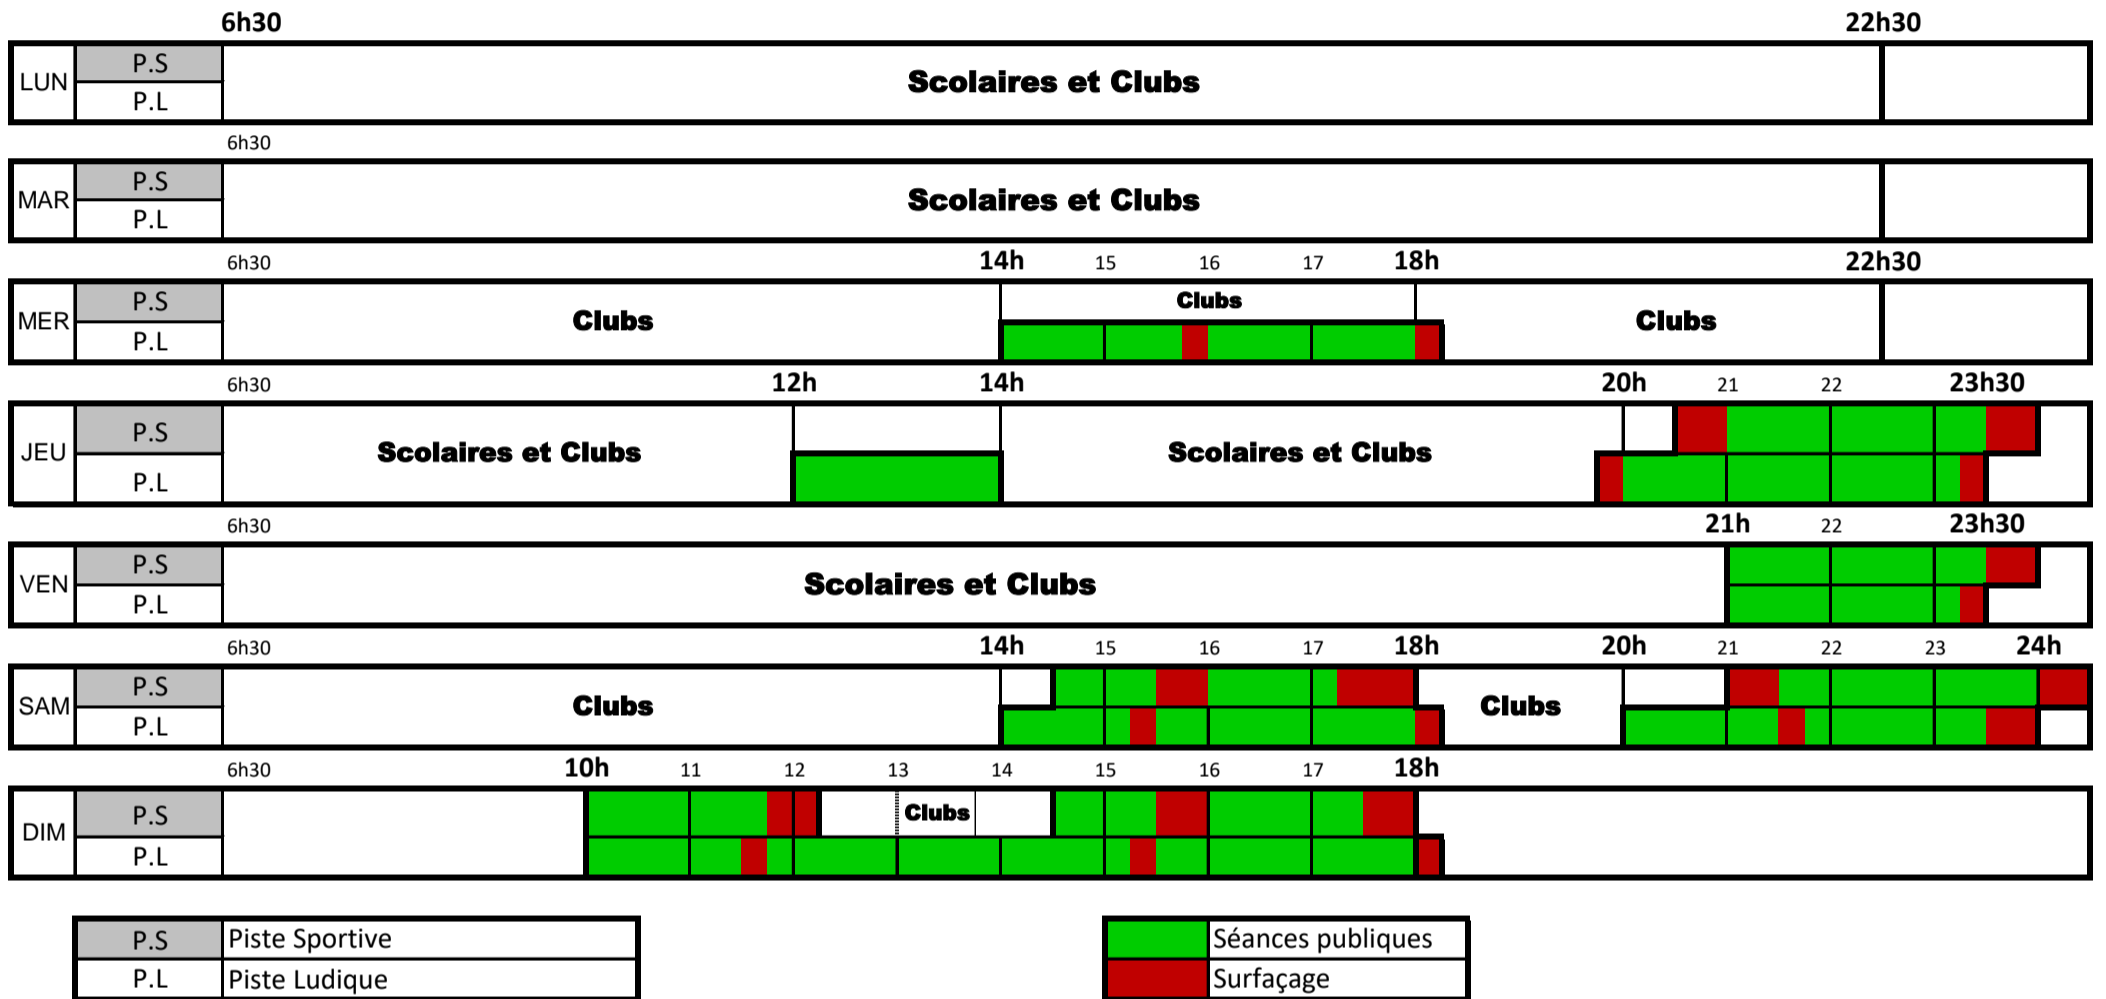 6h30 22h30
LUN P.S Scolaires et Clubs
P.L
6h30
MAR P.S Scolaires et Clubs
P.L
6h30 14h 15 16 17 18h 22h30
MER P.S Clubs Clubs Clubs
P.L
6h30 12h 14h 20h 21 22 23h30
JEU P.S Scolaires et Clubs Scolaires et Clubs
P.L
6h30 21h 22 23h30
VEN P.S Scolaires et Clubs
P.L
6h30 14h 15 16 17 18h 20h 21 22 23 24h
SAM P.S Clubs Clubs
P.L
6h30 10h 11 12 13 14 15 16 17 18h
DIM P.S Clubs
P.L
P.S Piste Sportive Séances publiques
P.L Piste Ludique Surfaçage